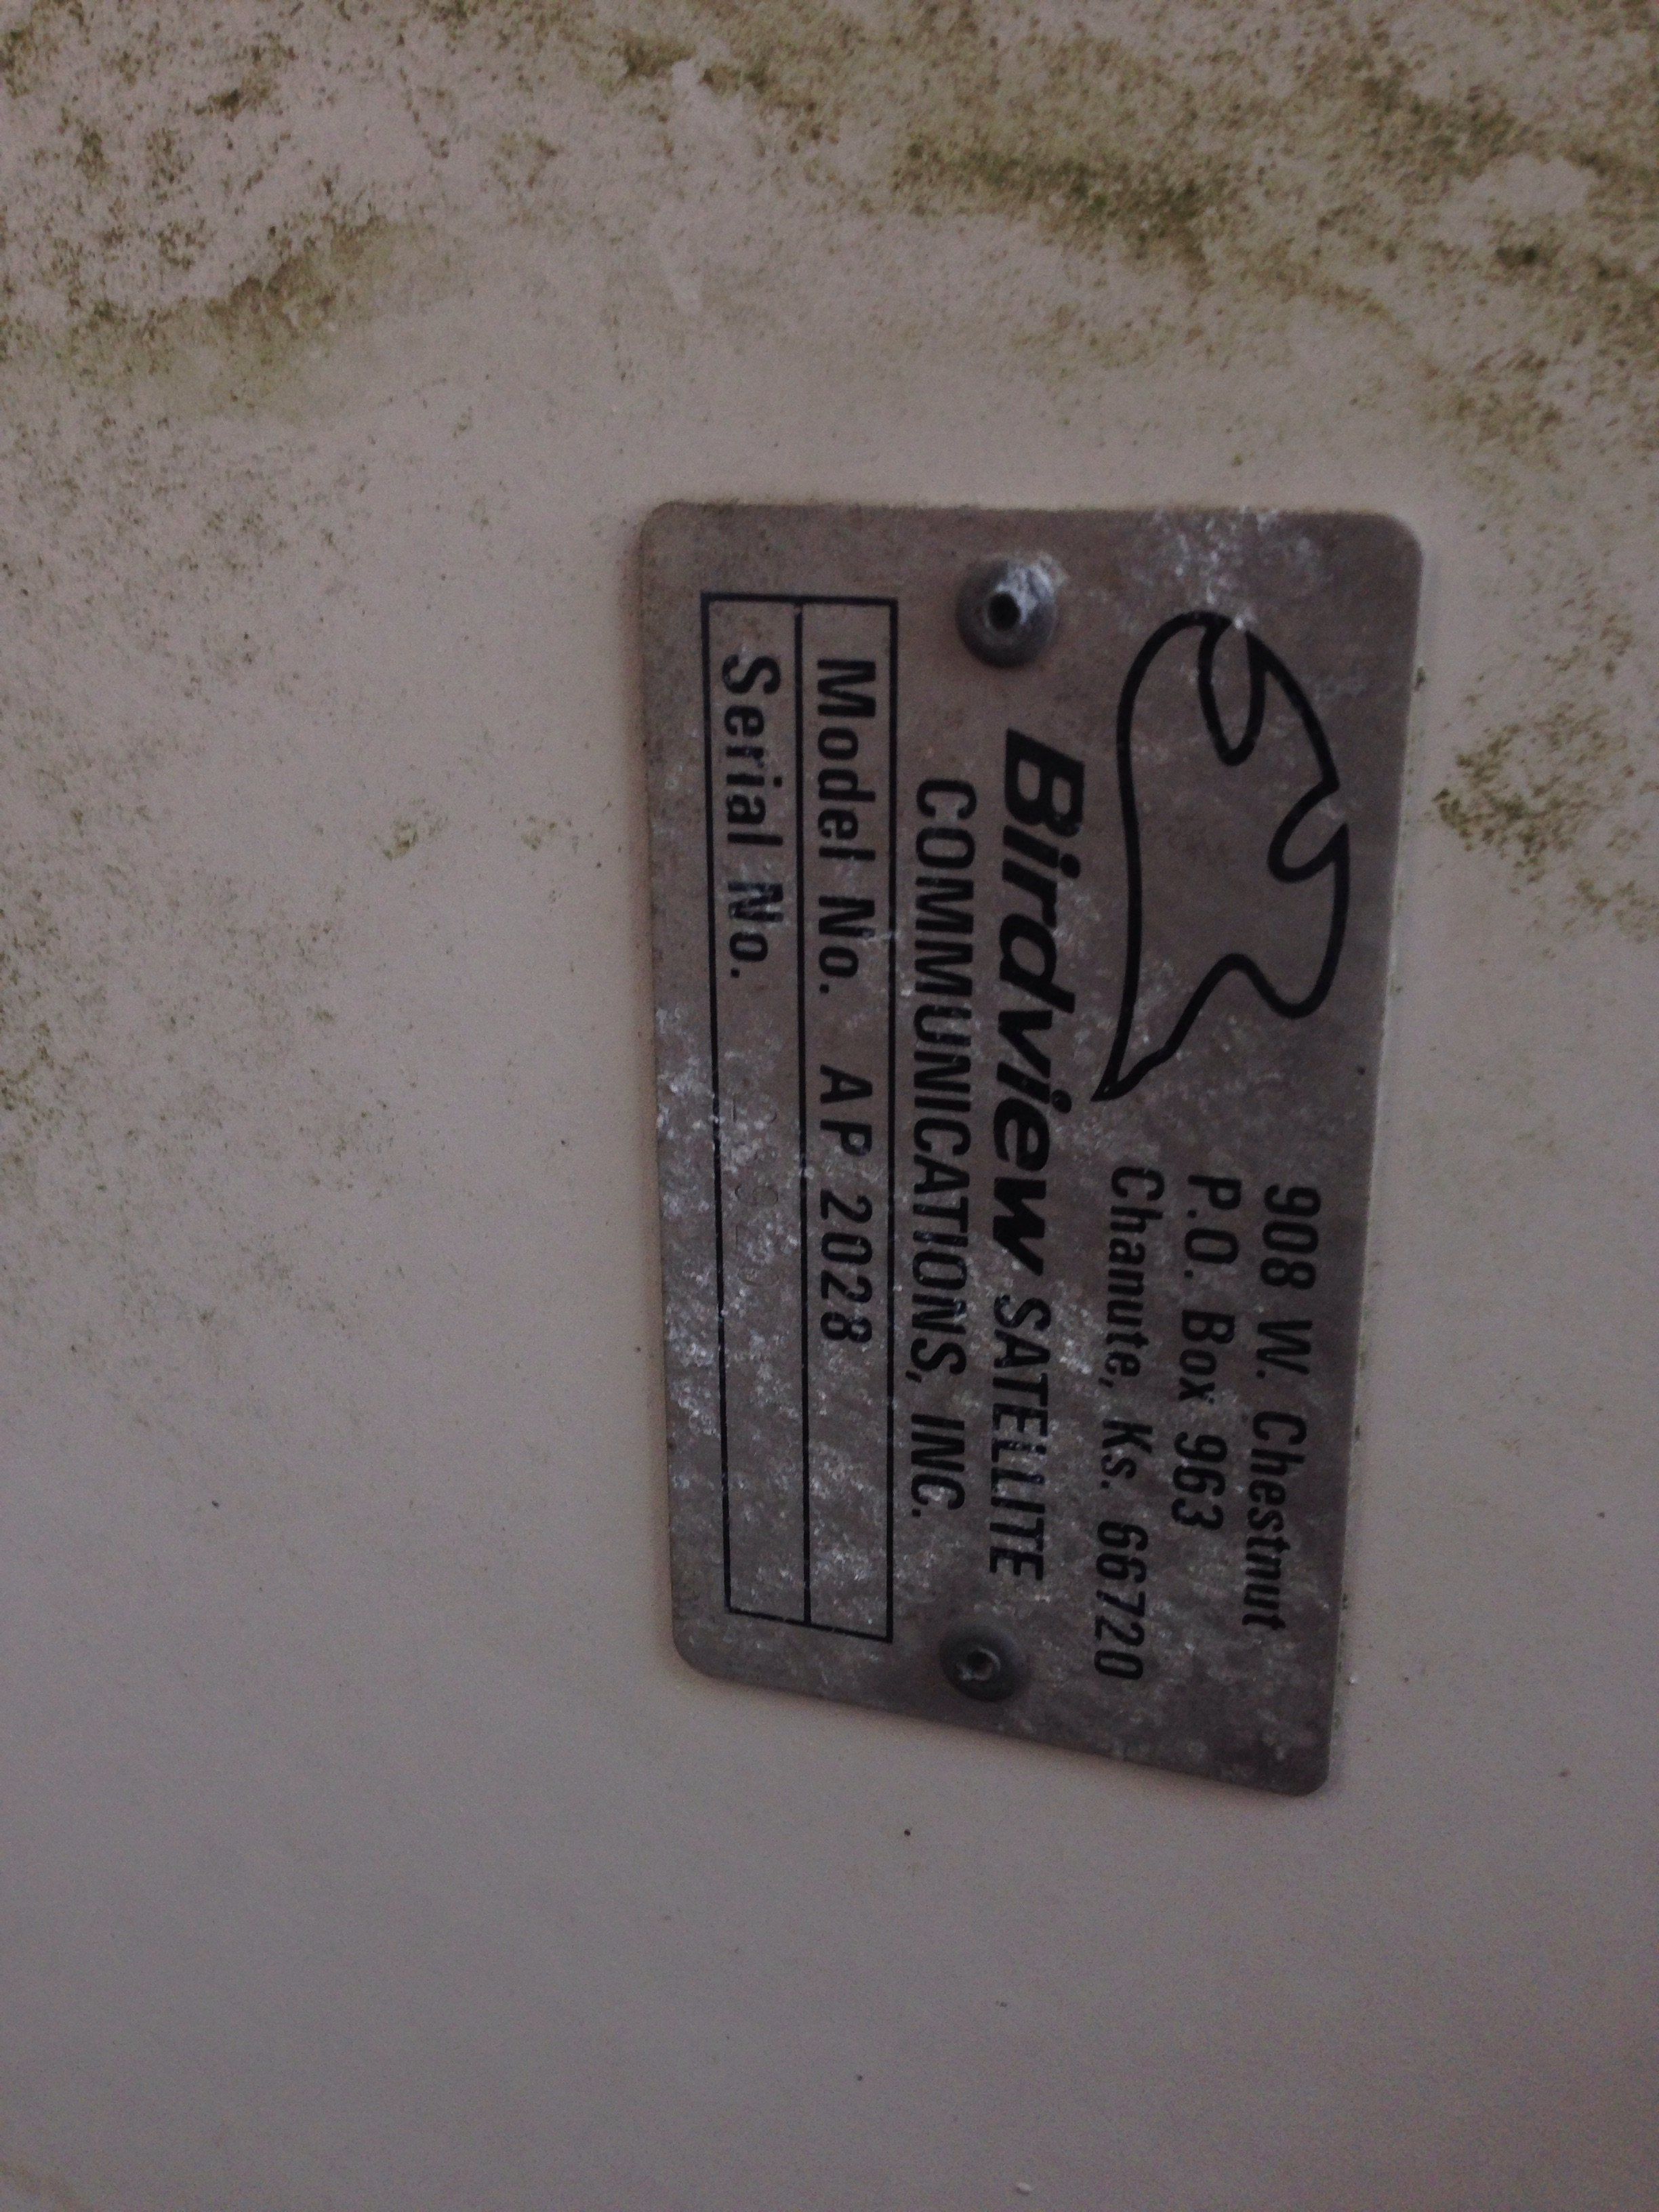 908 W. Chestnut
P.O. Box 963
Chanute, Ks. 66720
Birdview SATELLITE
COMMUNICATIONS, INC.
Model No. AP 2028
Serial No.